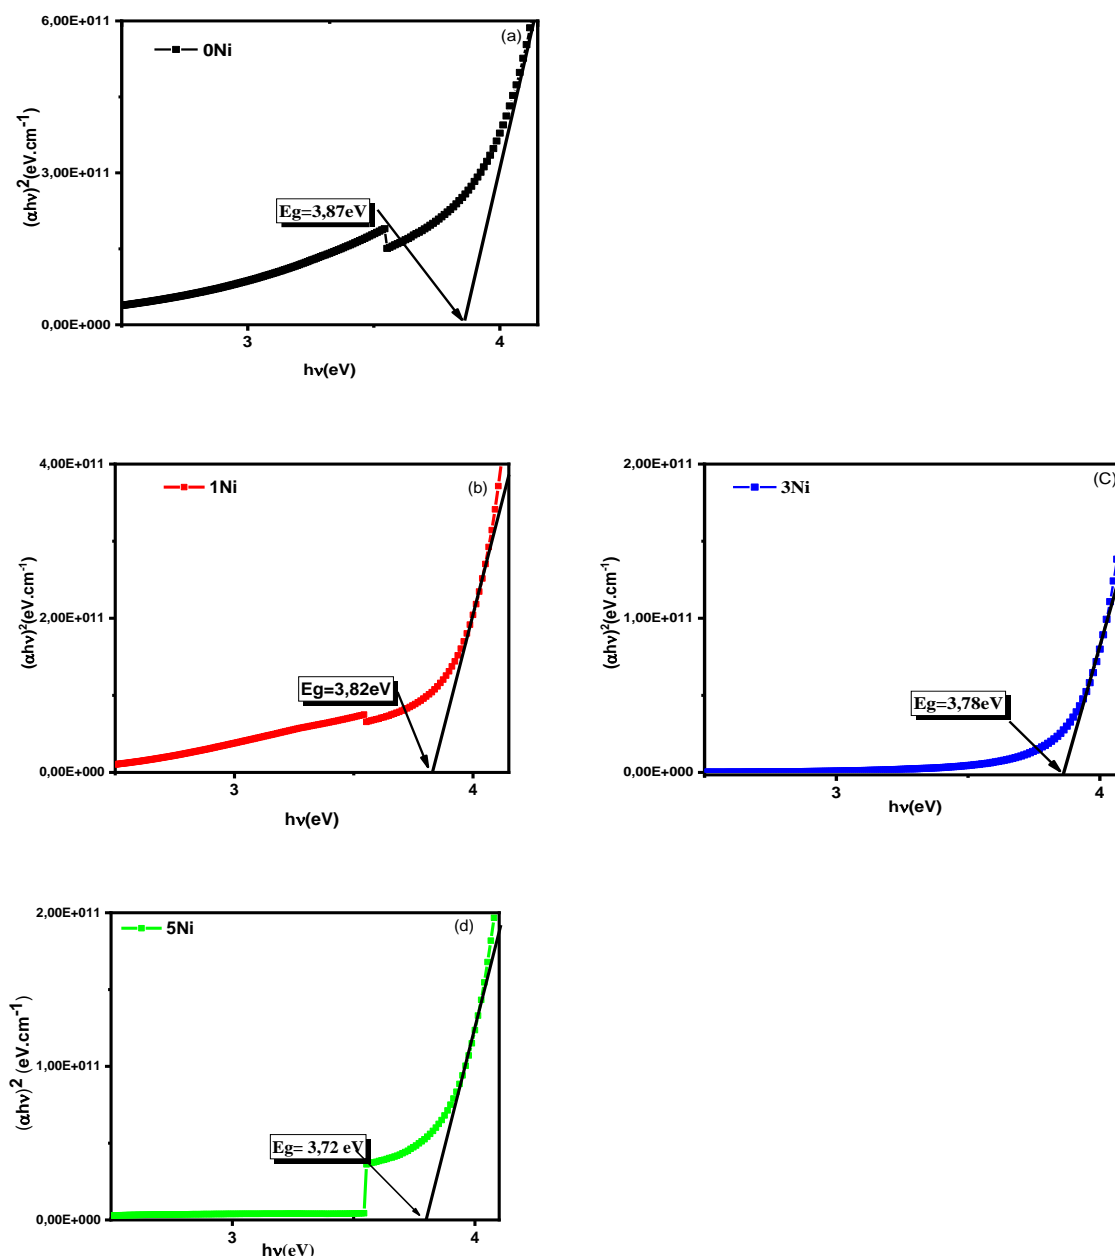 6,00E+011
(a)
0Ni
(αhν)²(eV.cm⁻¹)
3,00E+011
Eg=3,87eV
0,00E+000
3
4
hν(eV)
4,00E+011
1Ni
(b)
(αhν)²(eV.cm⁻¹)
2,00E+011
Eg=3,82eV
0,00E+000
3
4
hν(eV)
2,00E+011
3Ni
(C)
(αhν)²(eV.cm⁻¹)
1,00E+011
Eg=3,78eV
0,00E+000
3
4
hν(eV)
2,00E+011
5Ni
(d)
(αhν)² (eV.cm⁻¹)
1,00E+011
Eg= 3,72 eV
0,00E+000
3
4
hν(eV)